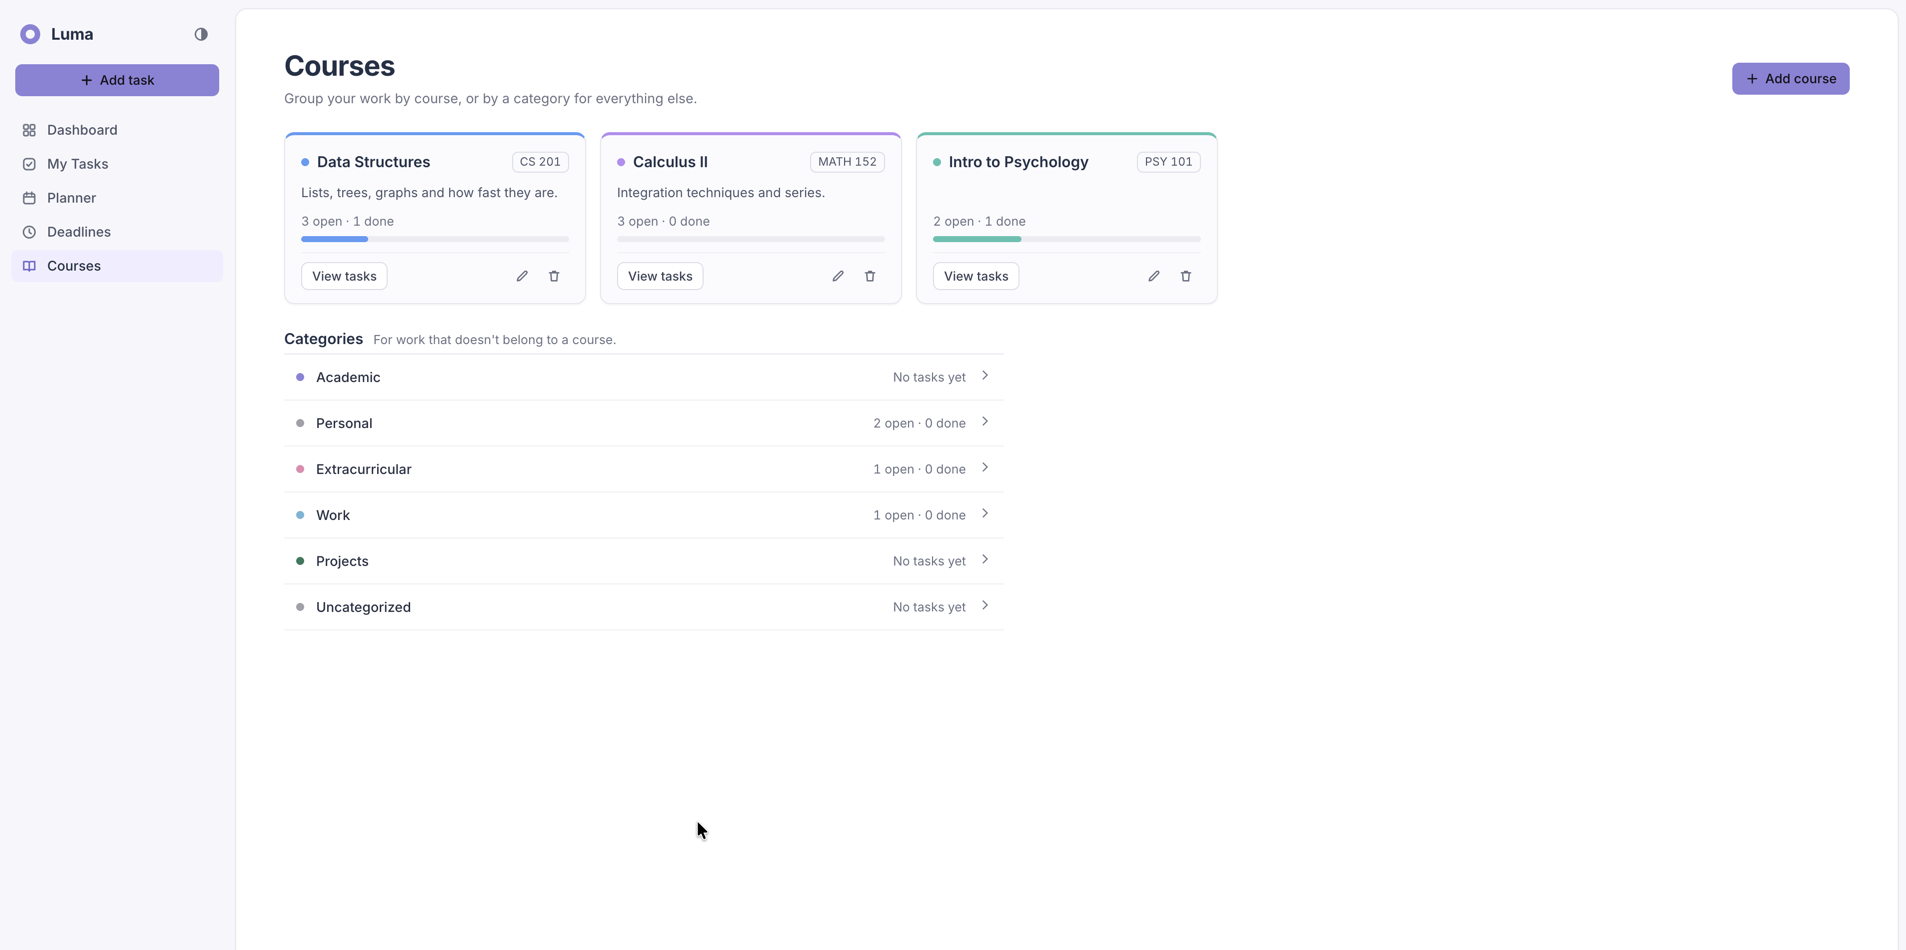 Luma
Add task
Dashboard
My Tasks
Planner
Deadlines
Courses
Courses
Group your work by course, or by a category for everything else.
Add course
Data Structures
CS 201
Lists, trees, graphs and how fast they are.
3 open · 1 done
View tasks
Calculus II
MATH 152
Integration techniques and series.
3 open · 0 done
View tasks
Intro to Psychology
PSY 101
2 open · 1 done
View tasks
Categories For work that doesn't belong to a course.
Academic No tasks yet
Personal 2 open · 0 done
Extracurricular 1 open · 0 done
Work 1 open · 0 done
Projects No tasks yet
Uncategorized No tasks yet